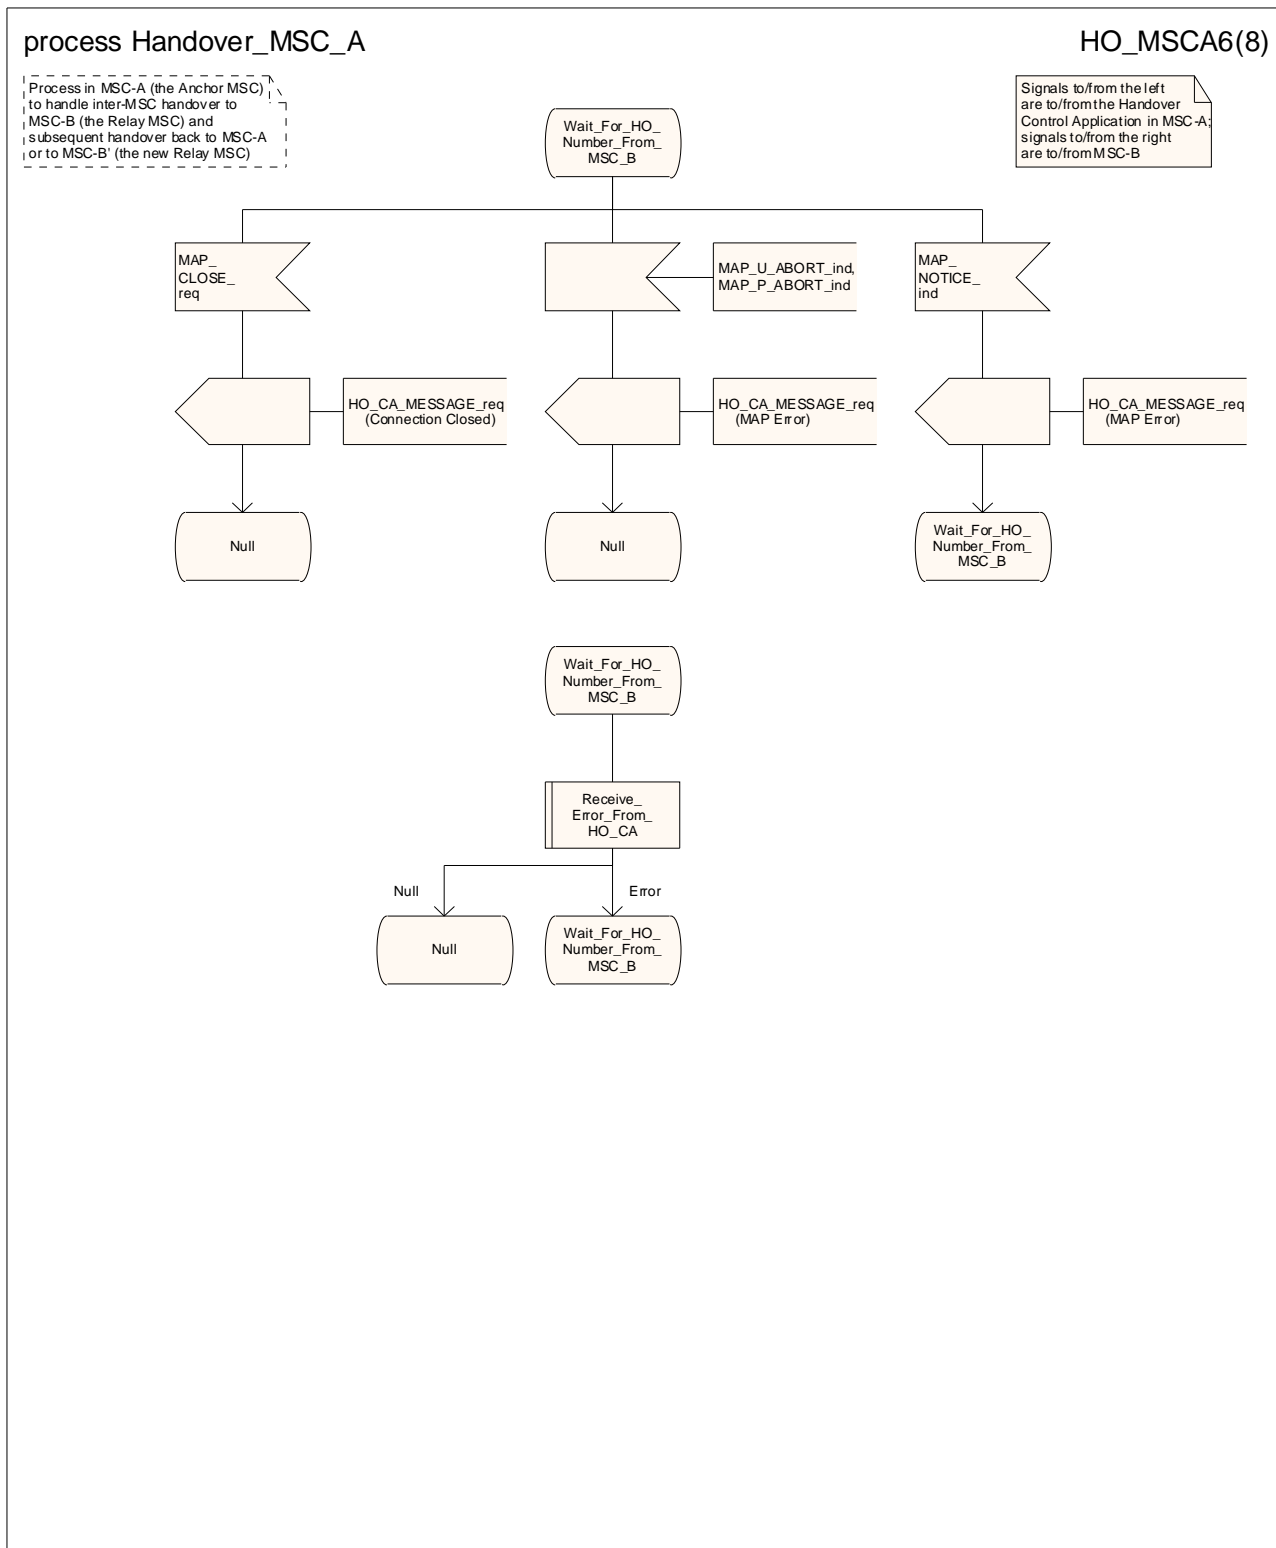 process Handover_MSC_A
HO_MSCA6(8)
Process in MSC-A (the Anchor MSC)
to handle inter-MSC handover to
MSC-B (the Relay MSC) and
subsequent handover back to MSC-A
or to MSC-B' (the new Relay MSC)
Signals to/from the left
are to/from the Handover
Control Application in MSC-A;
signals to/from the right
are to/from MSC-B
Wait_For_HO_
Number_From_
MSC_B
MAP_
CLOSE_
req
MAP_U_ABORT_ind,
MAP_P_ABORT_ind
MAP_
NOTICE_
ind
HO_CA_MESSAGE_req
(Connection Closed)
HO_CA_MESSAGE_req
(MAP Error)
HO_CA_MESSAGE_req
(MAP Error)
Null
Null
Wait_For_HO_
Number_From_
MSC_B
Wait_For_HO_
Number_From_
MSC_B
Receive_
Error_From_
HO_CA
Null
Error
Null
Wait_For_HO_
Number_From_
MSC_B